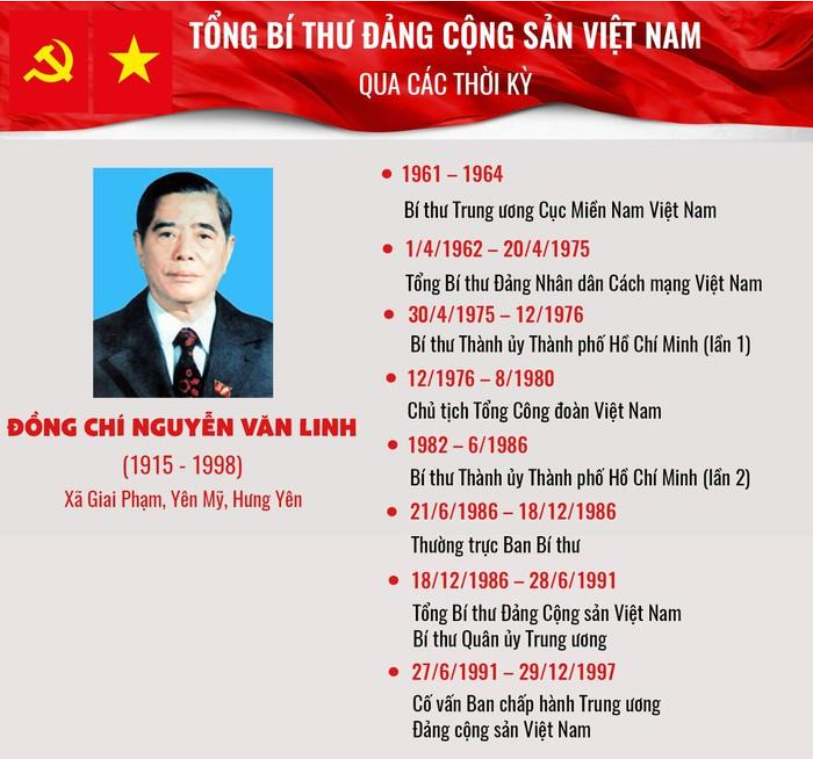 TỔNG BÍ THƯ ĐẢNG CỘNG SẢN VIỆT NAM
QUA CÁC THỜI KỲ
ĐỒNG CHÍ NGUYỄN VĂN LINH
(1915 - 1998)
Xã Giai Phạm, Yên Mỹ, Hưng Yên
1961 – 1964
Bí thư Trung ương Cục Miền Nam Việt Nam
1/4/1962 – 20/4/1975
Tổng Bí thư Đảng Nhân dân Cách mạng Việt Nam
30/4/1975 – 12/1976
Bí thư Thành ủy Thành phố Hồ Chí Minh (lần 1)
12/1976 – 8/1980
Chủ tịch Tổng Công đoàn Việt Nam
1982 – 6/1986
Bí thư Thành ủy Thành phố Hồ Chí Minh (lần 2)
21/6/1986 – 18/12/1986
Thường trực Ban Bí thư
18/12/1986 – 28/6/1991
Tổng Bí thư Đảng Cộng sản Việt Nam
Bí thư Quân ủy Trung ương
27/6/1991 – 29/12/1997
Cố vấn Ban chấp hành Trung ương
Đảng cộng sản Việt Nam